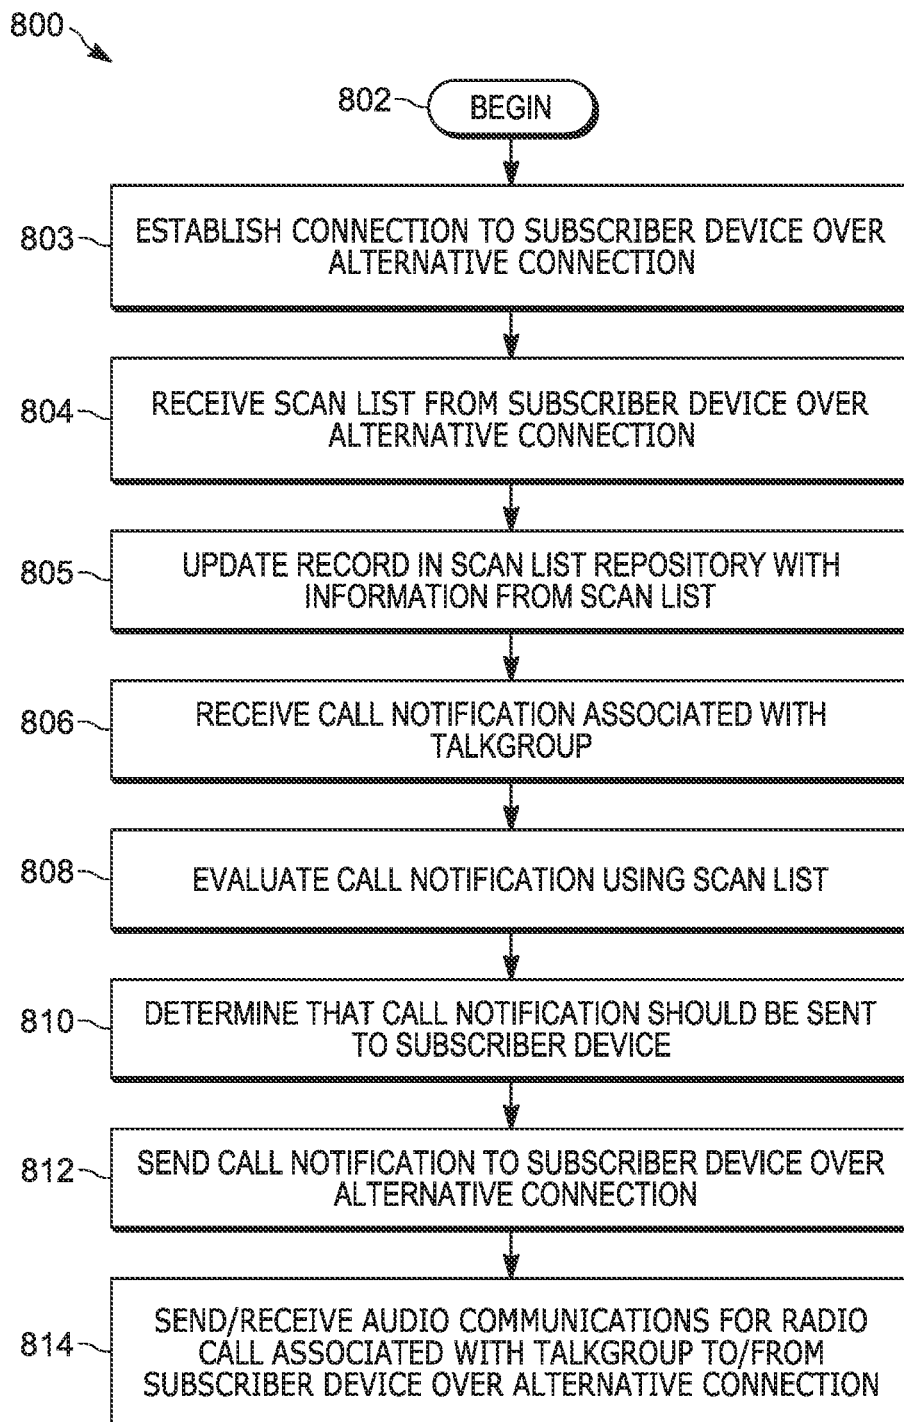 800
802
BEGIN
803
ESTABLISH CONNECTION TO SUBSCRIBER DEVICE OVER
ALTERNATIVE CONNECTION
804
RECEIVE SCAN LIST FROM SUBSCRIBER DEVICE OVER
ALTERNATIVE CONNECTION
805
UPDATE RECORD IN SCAN LIST REPOSITORY WITH
INFORMATION FROM SCAN LIST
806
RECEIVE CALL NOTIFICATION ASSOCIATED WITH
TALKGROUP
808
EVALUATE CALL NOTIFICATION USING SCAN LIST
810
DETERMINE THAT CALL NOTIFICATION SHOULD BE SENT
TO SUBSCRIBER DEVICE
812
SEND CALL NOTIFICATION TO SUBSCRIBER DEVICE OVER
ALTERNATIVE CONNECTION
814
SEND/RECEIVE AUDIO COMMUNICATIONS FOR RADIO
CALL ASSOCIATED WITH TALKGROUP TO/FROM
SUBSCRIBER DEVICE OVER ALTERNATIVE CONNECTION